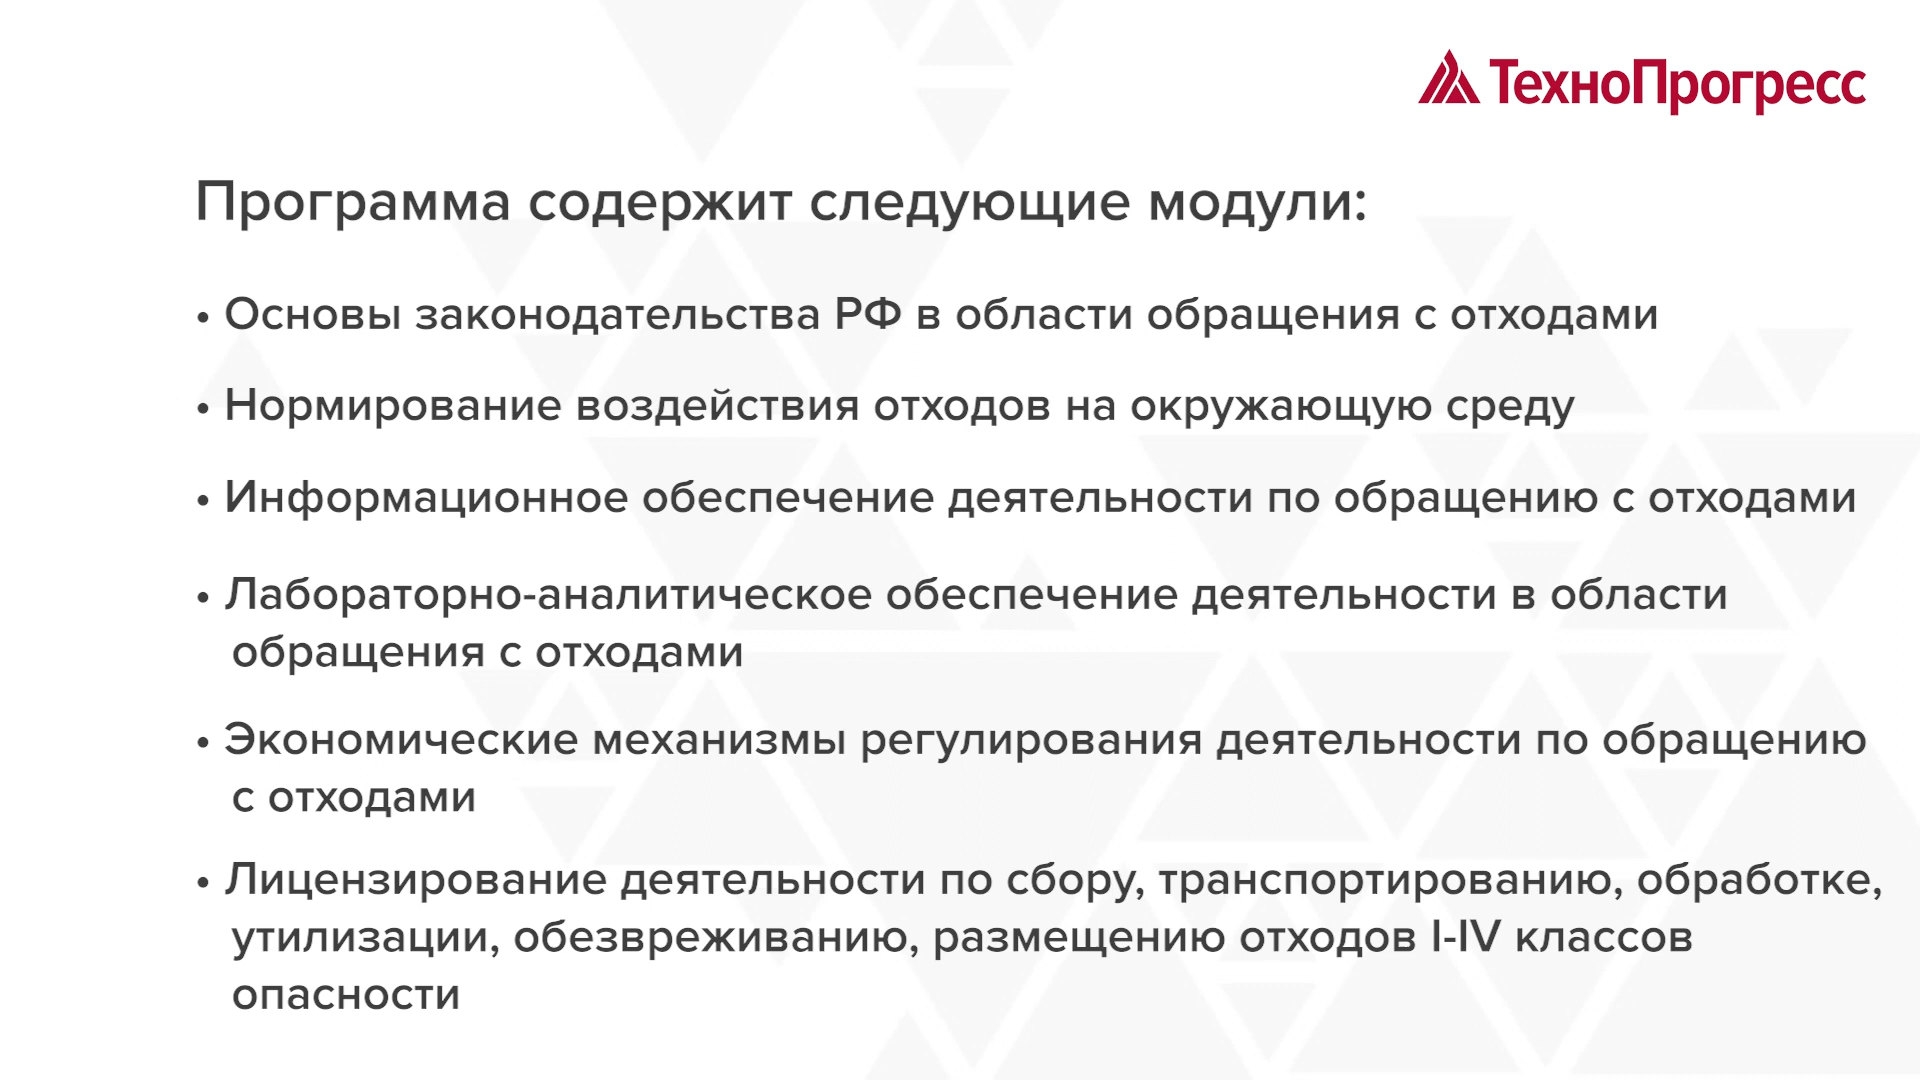 ТехноПрогресс
Программа содержит следующие модули:
• Основы законодательства РФ в области обращения с отходами
• Нормирование воздействия отходов на окружающую среду
• Информационное обеспечение деятельности по обращению с отходами
• Лабораторно-аналитическое обеспечение деятельности в области
обращения с отходами
• Экономические механизмы регулирования деятельности по обращению
с отходами
• Лицензирование деятельности по сбору, транспортированию, обработке,
утилизации, обезвреживанию, размещению отходов I-IV классов
опасности